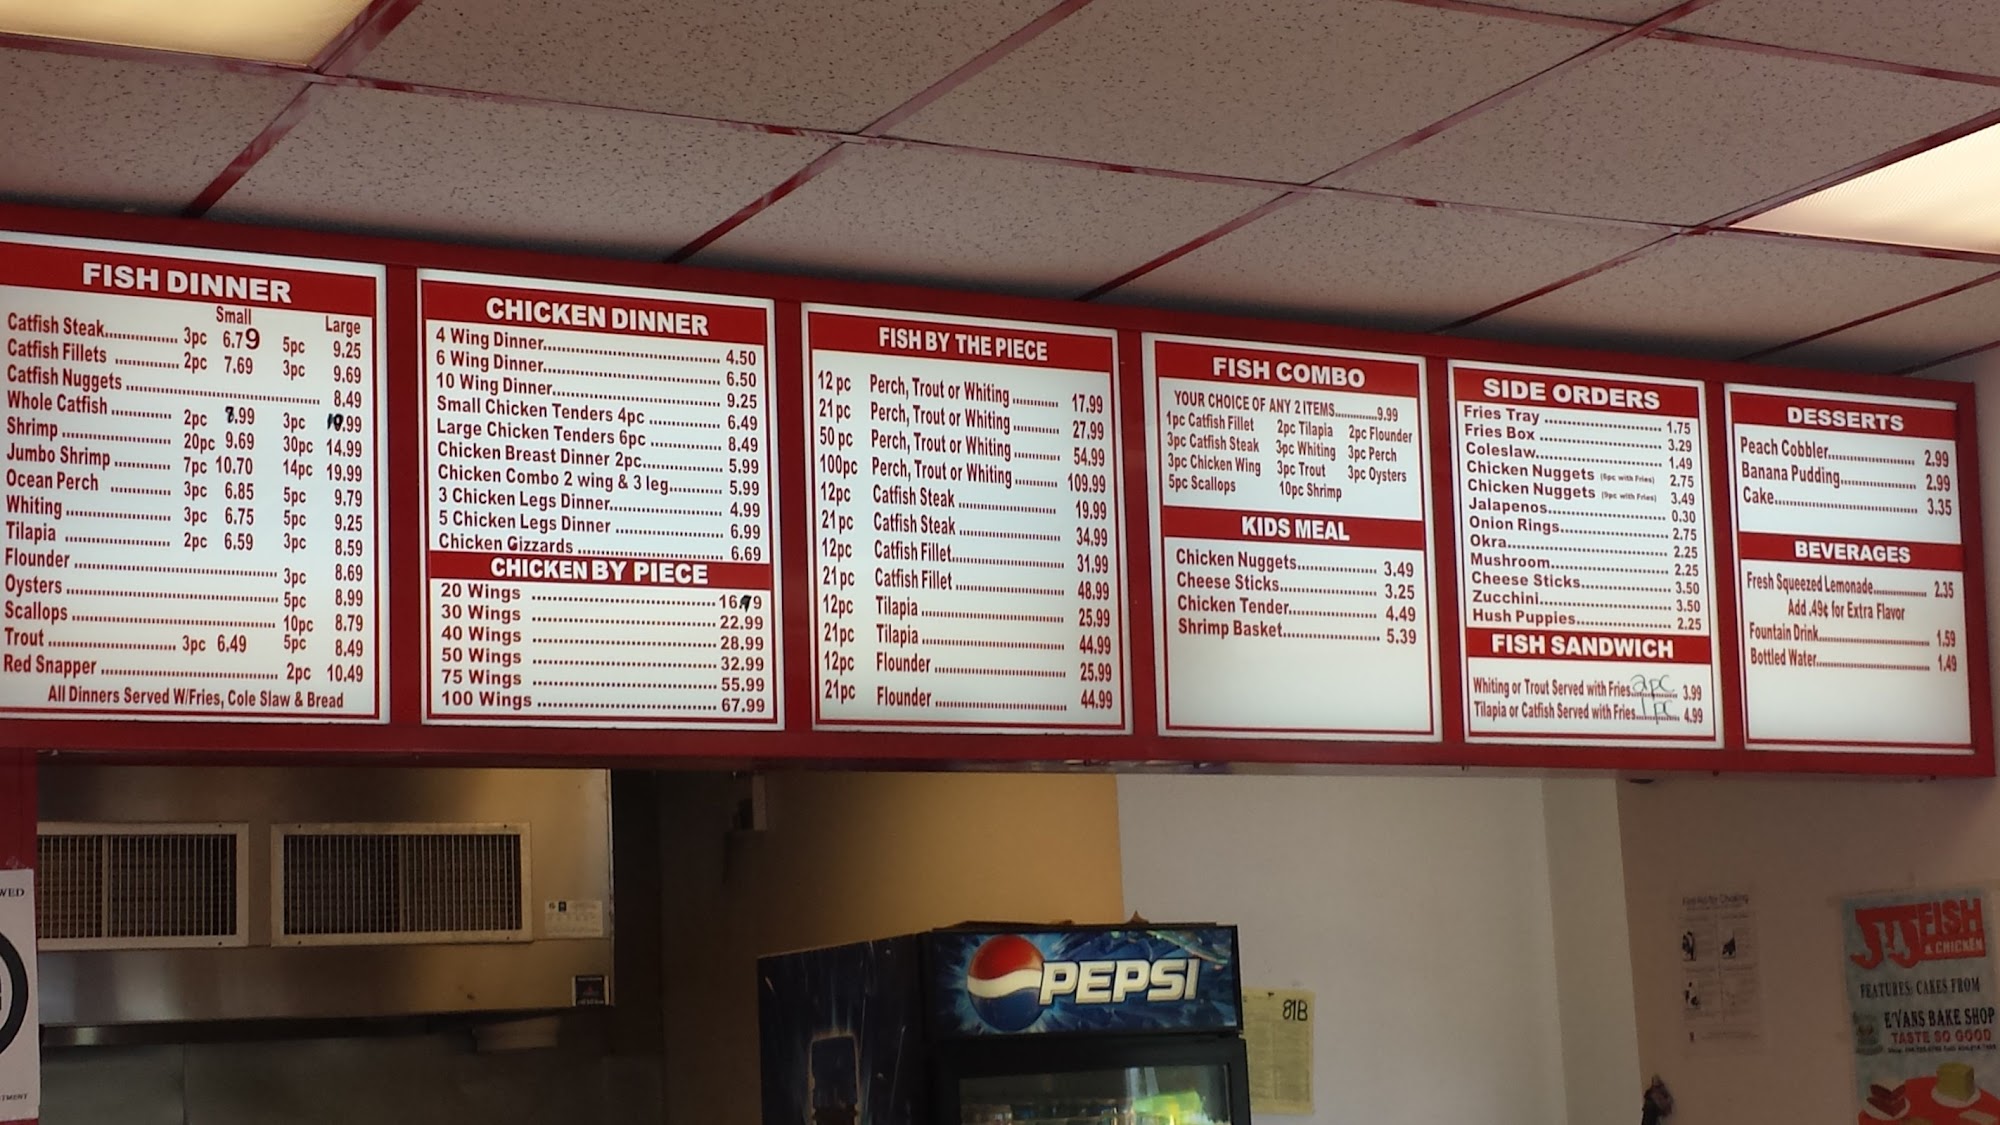 FISH DINNER
Small Large
Catfish Steak 3pc 6.79 5pc 9.25
Catfish Fillets 2pc 7.69 3pc 9.69
Catfish Nuggets 8.49
Whole Catfish 2pc .99 3pc .99
Shrimp 20pc 9.69 30pc 14.99
Jumbo Shrimp 7pc 10.70 14pc 19.99
Ocean Perch 3pc 6.85 5pc 9.79
Whiting 3pc 6.75 5pc 9.25
Tilapia 2pc 6.59 3pc 8.59
Flounder 3pc 8.69
Oysters 5pc 8.99
Scallops 10pc 8.79
Trout 3pc 6.49 5pc 8.49
Red Snapper 2pc 10.49
All Dinners Served W/Fries, Cole Slaw & Bread
CHICKEN DINNER
4 Wing Dinner 4.50
6 Wing Dinner 6.50
10 Wing Dinner 9.25
Small Chicken Tenders 4pc 6.49
Large Chicken Tenders 6pc 8.49
Chicken Breast Dinner 2pc 5.99
Chicken Combo 2 wing & 3 leg 5.99
3 Chicken Legs Dinner 4.99
5 Chicken Legs Dinner 6.99
Chicken Gizzards 6.69
CHICKEN BY PIECE
20 Wings 16.99
30 Wings 22.99
40 Wings 28.99
50 Wings 32.99
75 Wings 55.99
100 Wings 67.99
FISH BY THE PIECE
12 pc Perch, Trout or Whiting 17.99
21 pc Perch, Trout or Whiting 27.99
50 pc Perch, Trout or Whiting 54.99
100pc Perch, Trout or Whiting 109.99
12pc Catfish Steak 19.99
21 pc Catfish Steak 34.99
12pc Catfish Fillet 31.99
21 pc Catfish Fillet 48.99
12pc Tilapia 25.99
21pc Tilapia 44.99
12pc Flounder 25.99
21pc Flounder 44.99
FISH COMBO
YOUR CHOICE OF ANY 2 ITEMS 9.99
1pc Catfish Fillet 2pc Tilapia 2pc Flounder
3pc Catfish Steak 3pc Whiting 3pc Perch
3pc Chicken Wing 3pc Trout 3pc Oysters
5pc Scallops 10pc Shrimp
KIDS MEAL
Chicken Nuggets 3.49
Cheese Sticks 3.25
Chicken Tender 4.49
Shrimp Basket 5.39
SIDE ORDERS
Fries Tray 1.75
Fries Box 3.29
Coleslaw 1.49
Chicken Nuggets (6pc with Fries) 2.75
Chicken Nuggets (9pc with Fries) 3.49
Jalapenos 0.30
Onion Rings 2.75
Okra 2.25
Mushroom 2.25
Cheese Sticks 3.50
Zucchini 3.50
Hush Puppies 2.25
FISH SANDWICH
Whiting or Trout Served with Fries 2pc 3.99
Tilapia or Catfish Served with Fries 1pc 4.99
DESSERTS
Peach Cobbler 2.99
Banana Pudding 2.99
Cake 3.35
BEVERAGES
Fresh Squeezed Lemonade 2.35
Add .49¢ for Extra Flavor
Fountain Drink 1.59
Bottled Water 1.49
PEPSI
81B
First Aid for Choking
JJ'S FISH
& CHICKEN
FEATURES: CAKES FROM
E'VANS BAKE SHOP
TASTE SO GOOD